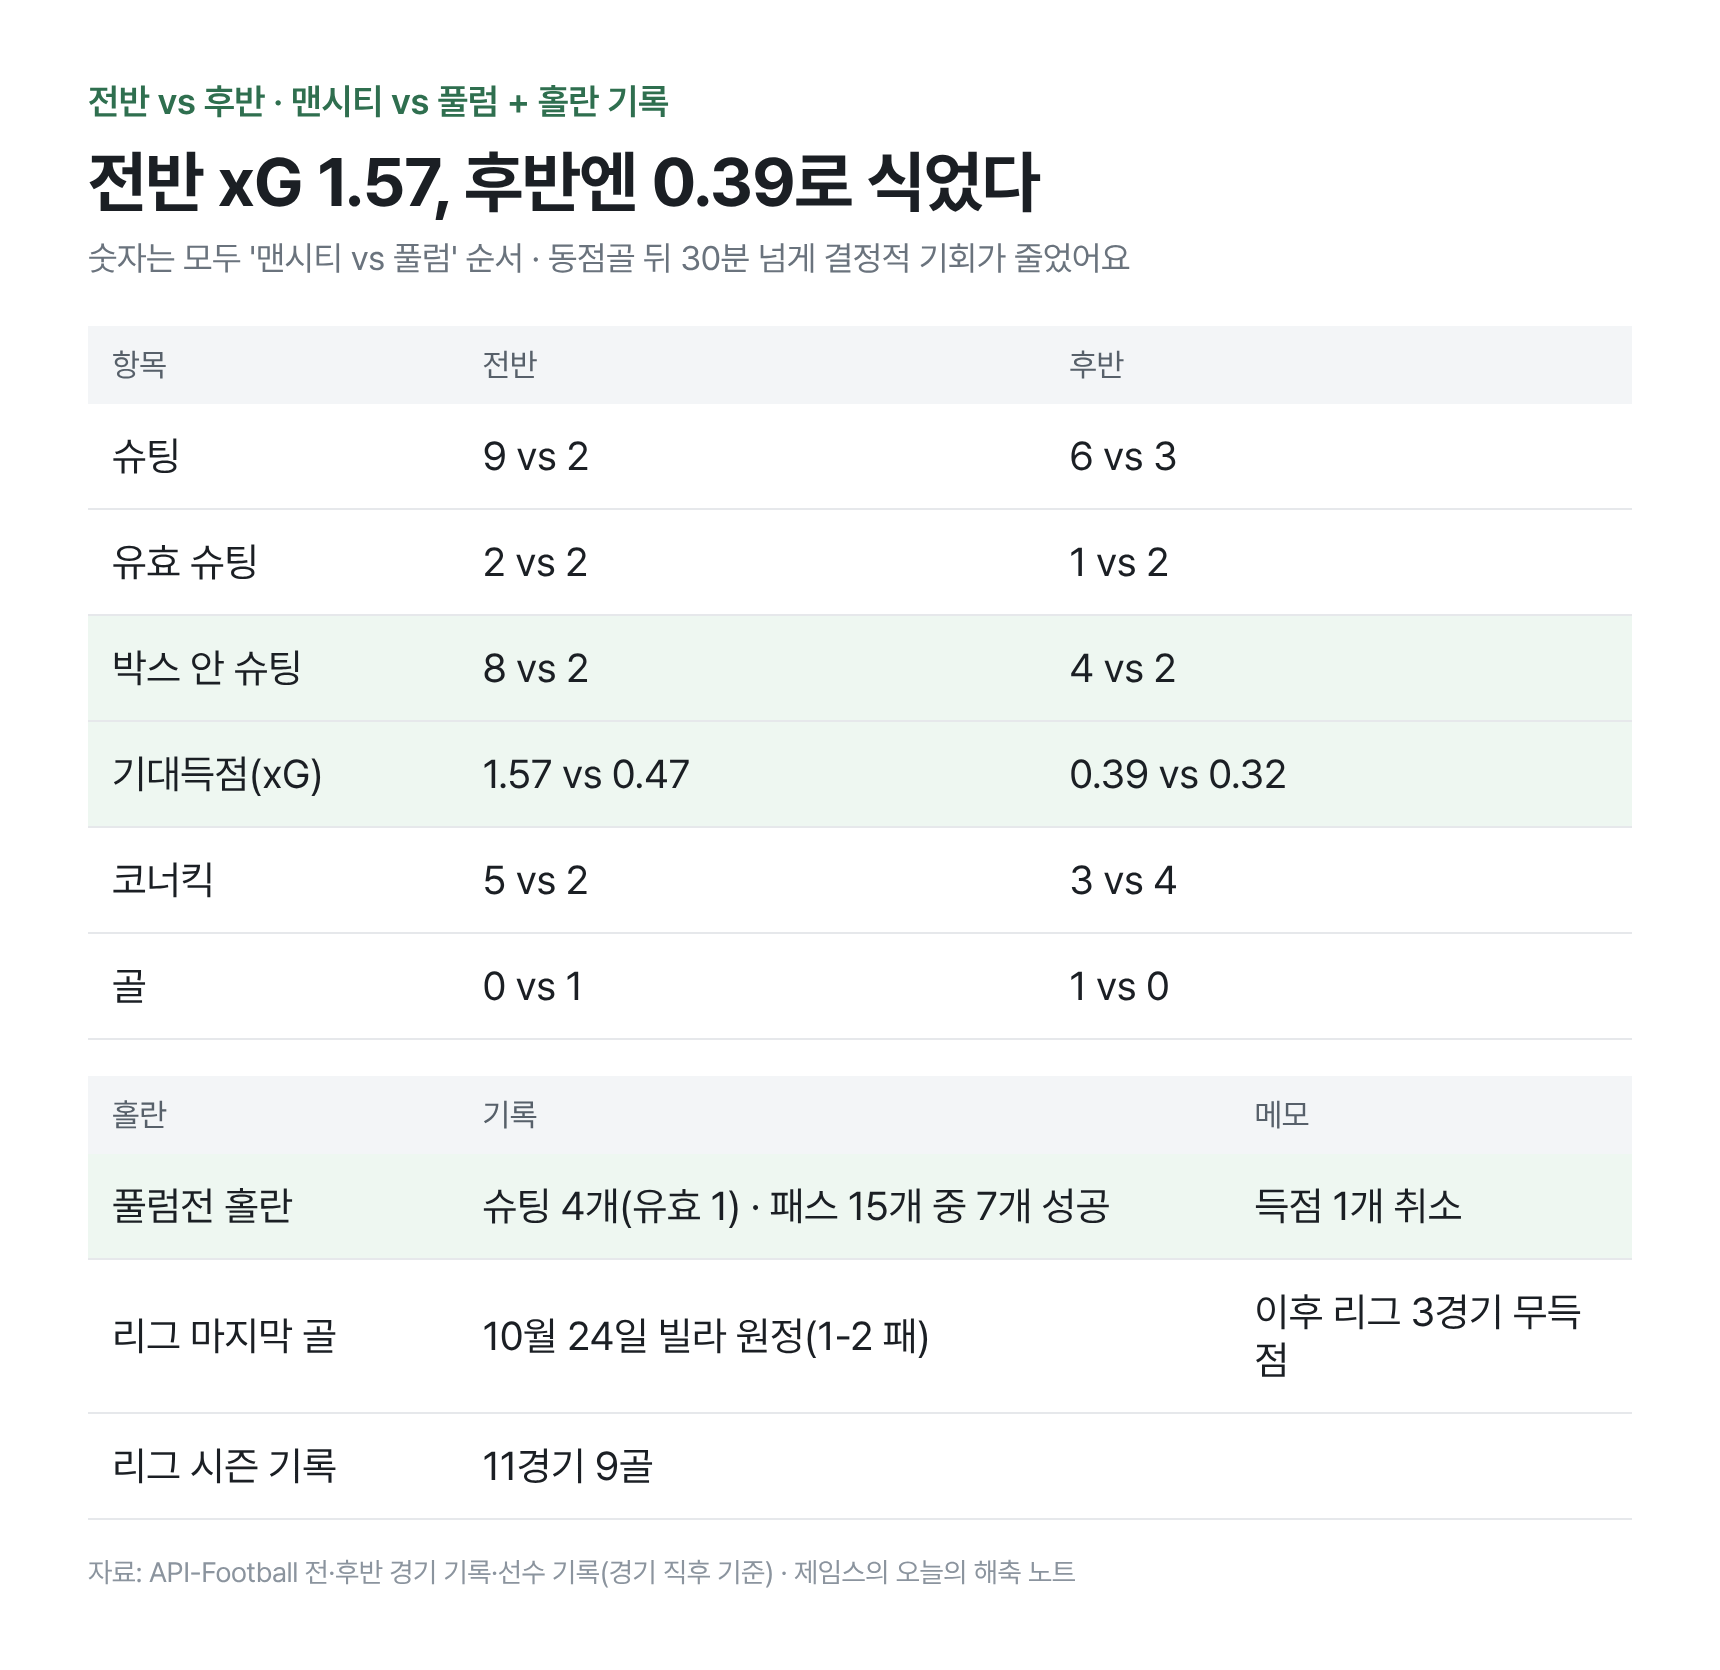 전반 vs 후반 · 맨시티 vs 풀럼 + 홀란 기록
전반 xG 1.57, 후반엔 0.39로 식었다
숫자는 모두 '맨시티 vs 풀럼' 순서 · 동점골 뒤 30분 넘게 결정적 기회가 줄었어요
항목 전반 후반
슈팅 9 vs 2 6 vs 3
유효 슈팅 2 vs 2 1 vs 2
박스 안 슈팅 8 vs 2 4 vs 2
기대득점(xG) 1.57 vs 0.47 0.39 vs 0.32
코너킥 5 vs 2 3 vs 4
골 0 vs 1 1 vs 0
홀란 기록 메모
풀럼전 홀란 슈팅 4개(유효 1) · 패스 15개 중 7개 성공 득점 1개 취소
리그 마지막 골 10월 24일 빌라 원정(1-2 패) 이후 리그 3경기 무득
점
리그 시즌 기록 11경기 9골
자료: API-Football 전·후반 경기 기록·선수 기록(경기 직후 기준) · 제임스의 오늘의 해축 노트